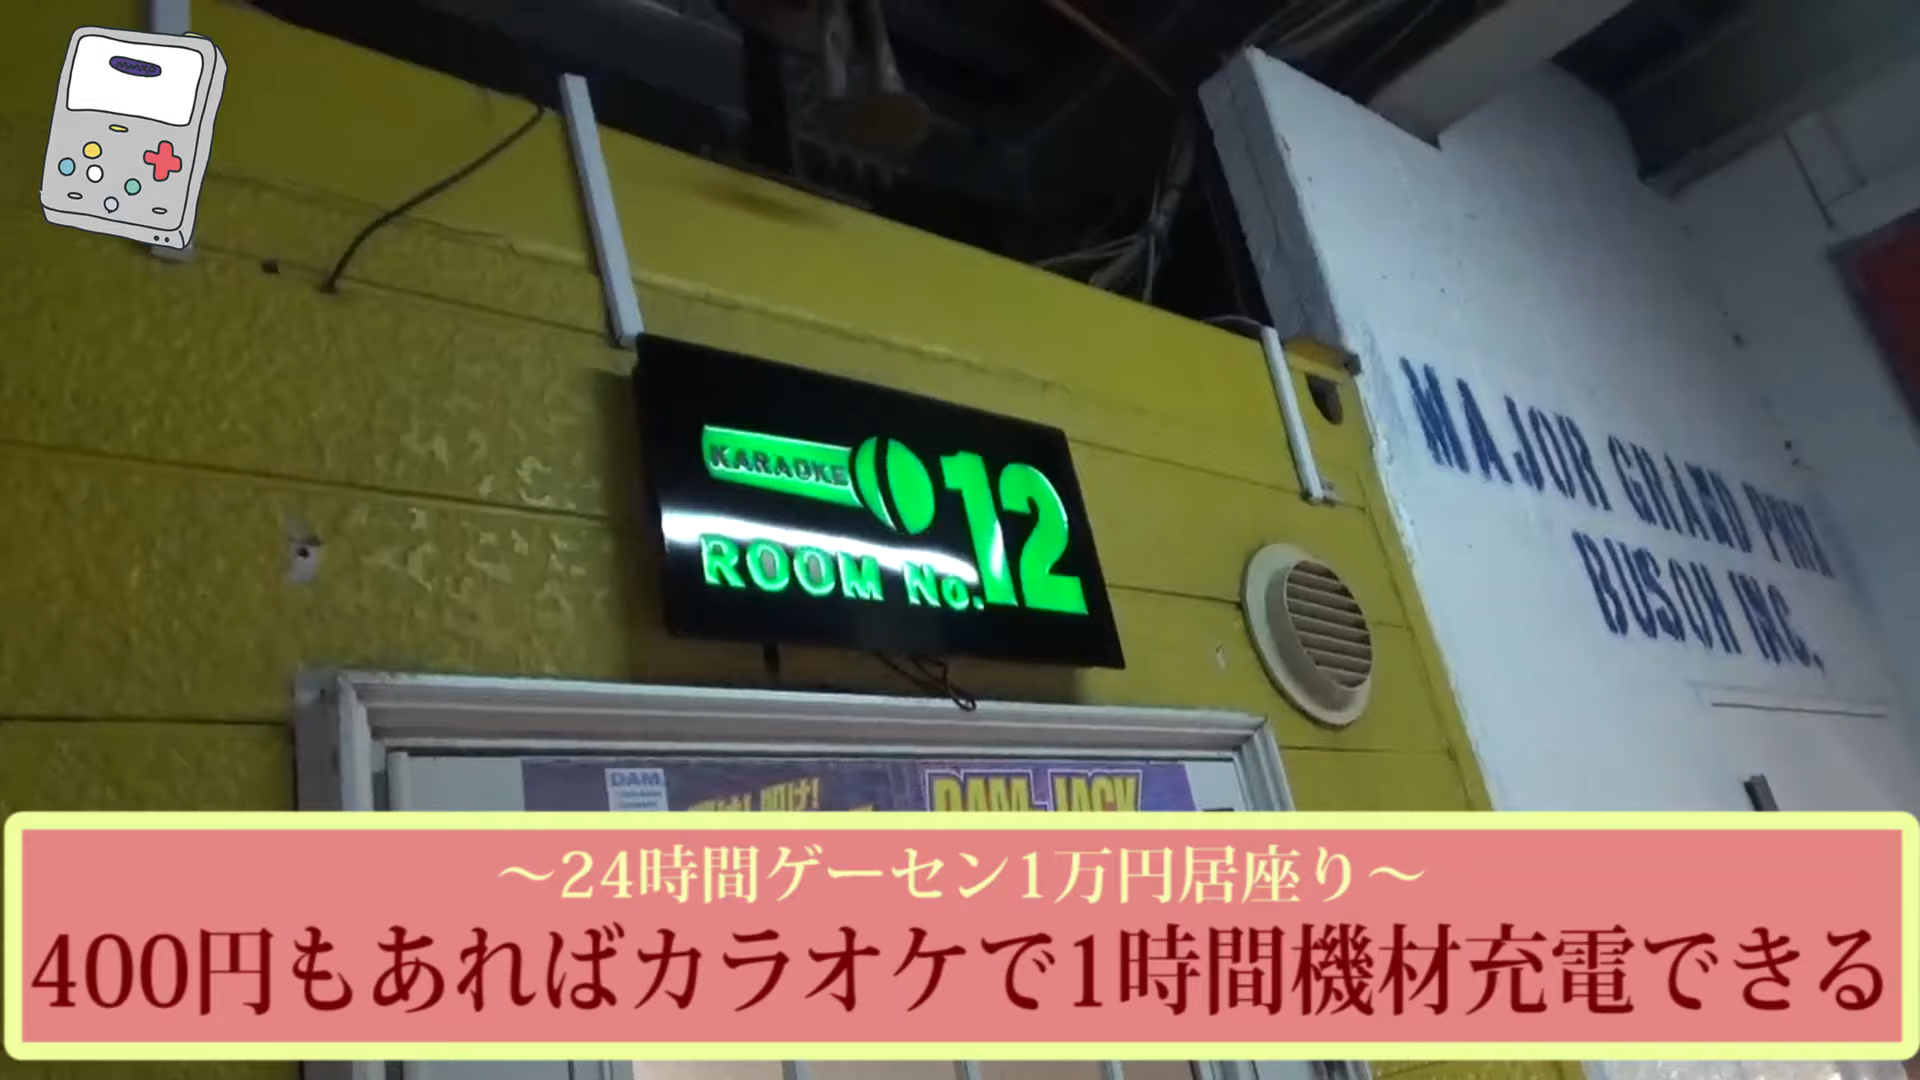 KARAOKE
ROOM No.12
MAJOR GRAND PRIX
BUSOH INC.
DAM
DAM-JACK
～24時間ゲーセン1万円居座り～
400円もあればカラオケで1時間機材充電できる